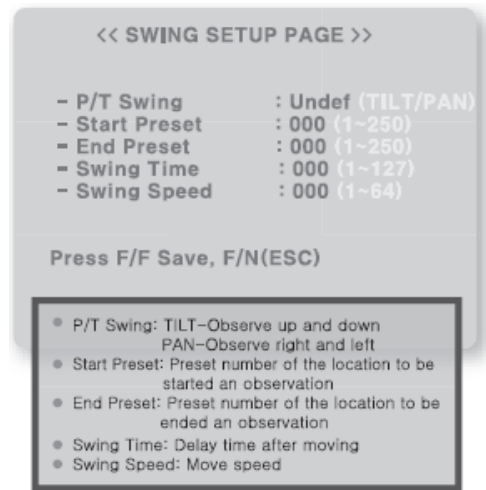 << SWING SETUP PAGE >>
- P/T Swing : Undef (TILT/PAN)
- Start Preset : 000 (1~250)
- End Preset : 000 (1~250)
- Swing Time : 000 (1~127)
- Swing Speed : 000 (1~64)
Press F/F Save, F/N(ESC)
● P/T Swing: TILT-Observe up and down
PAN-Observe right and left
● Start Preset: Preset number of the location to be
started an observation
● End Preset: Preset number of the location to be
ended an observation
● Swing Time: Delay time after moving
● Swing Speed: Move speed